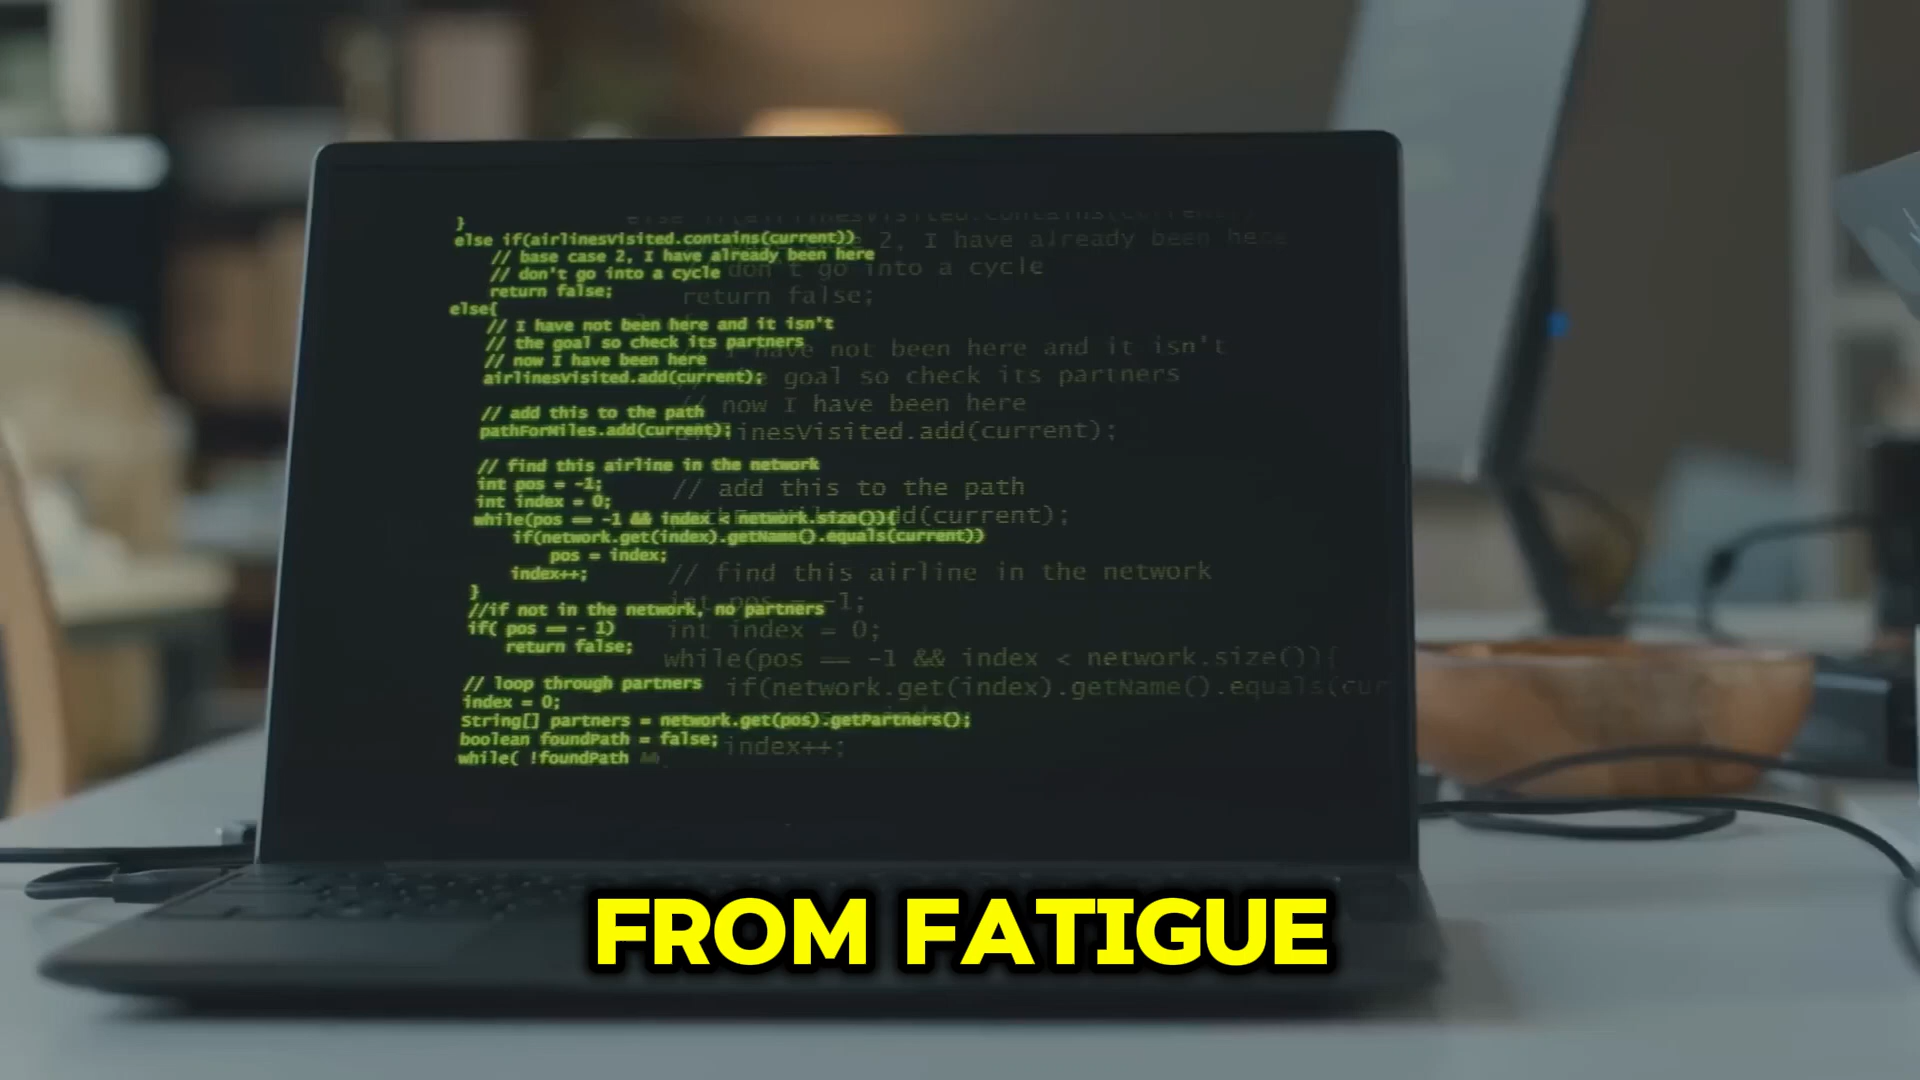 }
else if(airlinesVisited.contains(current))
// base case 2, I have already been here
// don't go into a cycle
return false;
else{
// I have not been here and it isn't
// the goal so check its partners
// now I have been here
airlinesVisited.add(current);
// add this to the path
pathForMiles.add(current);
// find this airline in the network
int pos = -1;
int index = 0;
while(pos == -1 && index < network.size()){
if(network.get(index).getName().equals(current))
pos = index;
index++;
}
//if not in the network, no partners
if( pos == - 1)
return false;
// loop through partners
index = 0;
String[] partners = network.get(pos).getPartners();
boolean foundPath = false;
while( !foundPath &&
2, I have already been here
don't go into a cycle
return false;
have not been here and it isn't
goal so check its partners
// now I have been here
inesVisited.add(current);
// add this to the path
d(current);
// find this airline in the network
int pos = -1;
int index = 0;
while(pos == -1 && index < network.size()){
if(network.get(index).getName().equals(cur
index++;
FROM FATIGUE